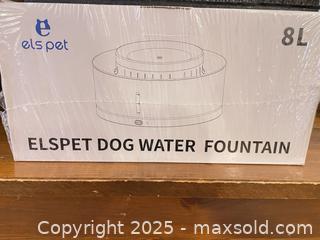 els pet
8L
ELSPET DOG WATER FOUNTAIN
Copyright © 2025 - maxsold.com